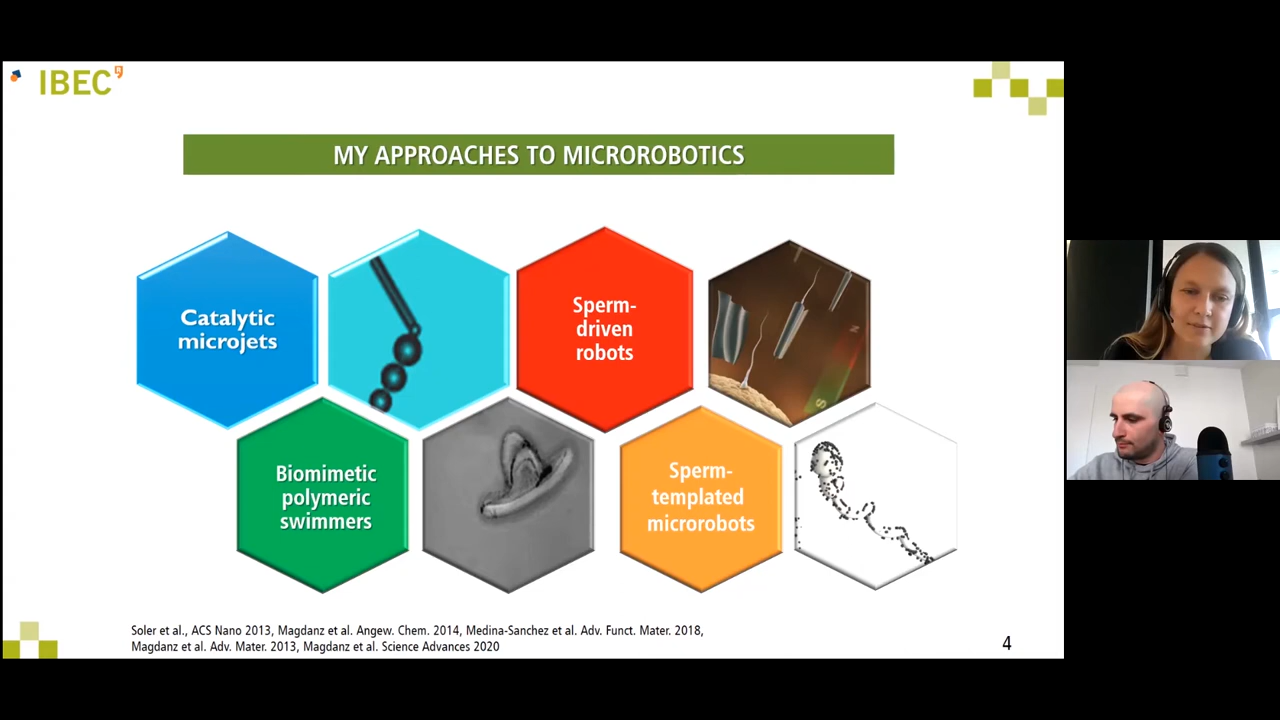 IBEC
MY APPROACHES TO MICROROBOTICS
Catalytic
microjets
Sperm-
driven
robots
N
S
Biomimetic
polymeric
swimmers
Sperm-
templated
microrobots
Soler et al., ACS Nano 2013, Magdanz et al. Angew. Chem. 2014, Medina-Sanchez et al. Adv. Funct. Mater. 2018,
Magdanz et al. Adv. Mater. 2013, Magdanz et al. Science Advances 2020
4